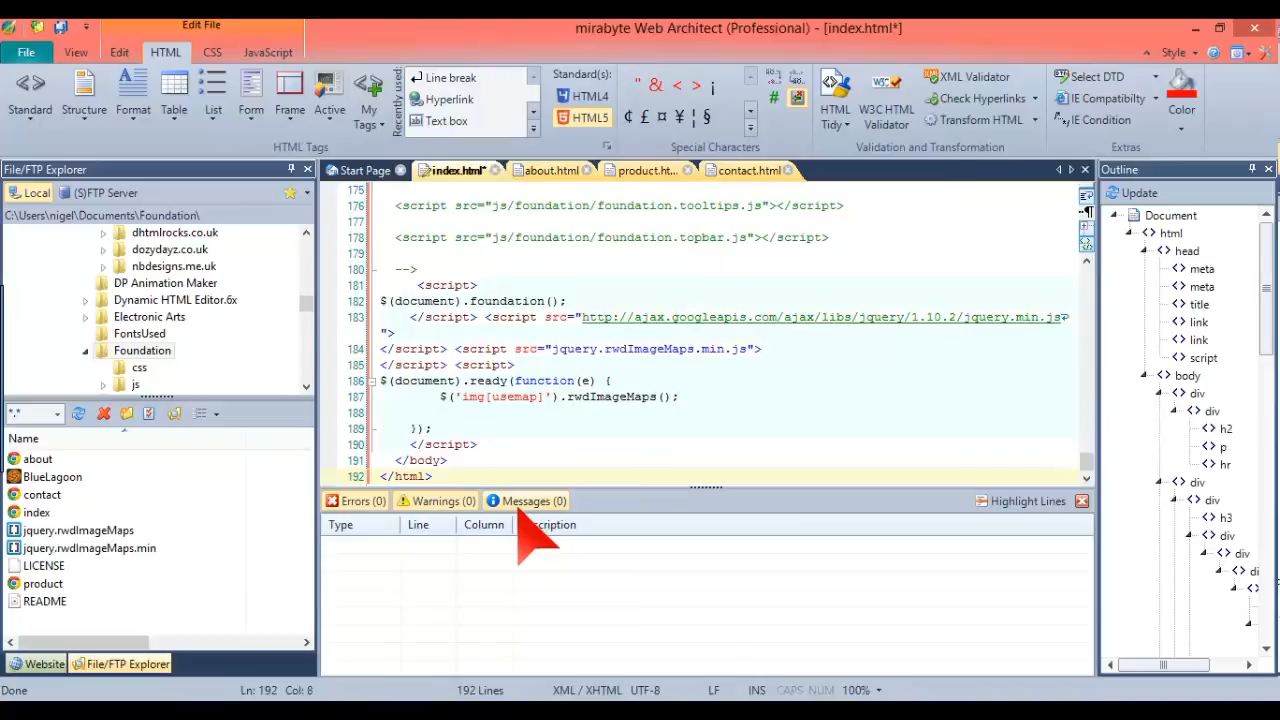 Edit File
mirabyte Web Architect (Professional) - [index.html*]
File
View
Edit
HTML
CSS
JavaScript
Style
Standard
Structure
Format
Table
List
Form
Frame
Active
My
Tags
Recently used:
Line break
Hyperlink
Text box
HTML Tags
Standard(s):
HTML4
HTML5
" & < > ¡
¢ £ ¤ ¥ ¦ §
#
Special Characters
HTML
Tidy
W3C HTML
Validator
XML Validator
Check Hyperlinks
Transform HTML
Validation and Transformation
Select DTD
IE Compatibility
IE Condition
Extras
Color
File/FTP Explorer
Local
(S)FTP Server
C:\Users\nigel\Documents\Foundation\
dhtmlrocks.co.uk
dozydayz.co.uk
nbdesigns.me.uk
DP Animation Maker
Dynamic HTML Editor.6x
Electronic Arts
FontsUsed
Foundation
css
js
*.*
Name
about
BlueLagoon
contact
index
jquery.rwdImageMaps
jquery.rwdImageMaps.min
LICENSE
product
README
Website
File/FTP Explorer
Start Page
index.html*
about.html
product.ht...
contact.html
175
176 <script src="js/foundation/foundation.tooltips.js"></script>
177
178 <script src="js/foundation/foundation.topbar.js"></script>
179
180 -->
181 <script>
182 $(document).foundation();
183 </script> <script src="http://ajax.googleapis.com/ajax/libs/jquery/1.10.2/jquery.min.js
">
184 </script> <script src="jquery.rwdImageMaps.min.js">
185 </script> <script>
186 $(document).ready(function(e) {
187 $('img[usemap]').rwdImageMaps();
188
189 });
190 </script>
191 </body>
192 </html>
Errors (0)
Warnings (0)
Messages (0)
Highlight Lines
Type
Line
Column
Outline
Update
Document
html
head
meta
meta
title
link
link
script
body
div
div
h2
p
hr
div
div
h3
div
div
di
Done
Ln: 192 Col: 8
192 Lines
XML / XHTML
UTF-8
LF
INS
CAPS
NUM
100%